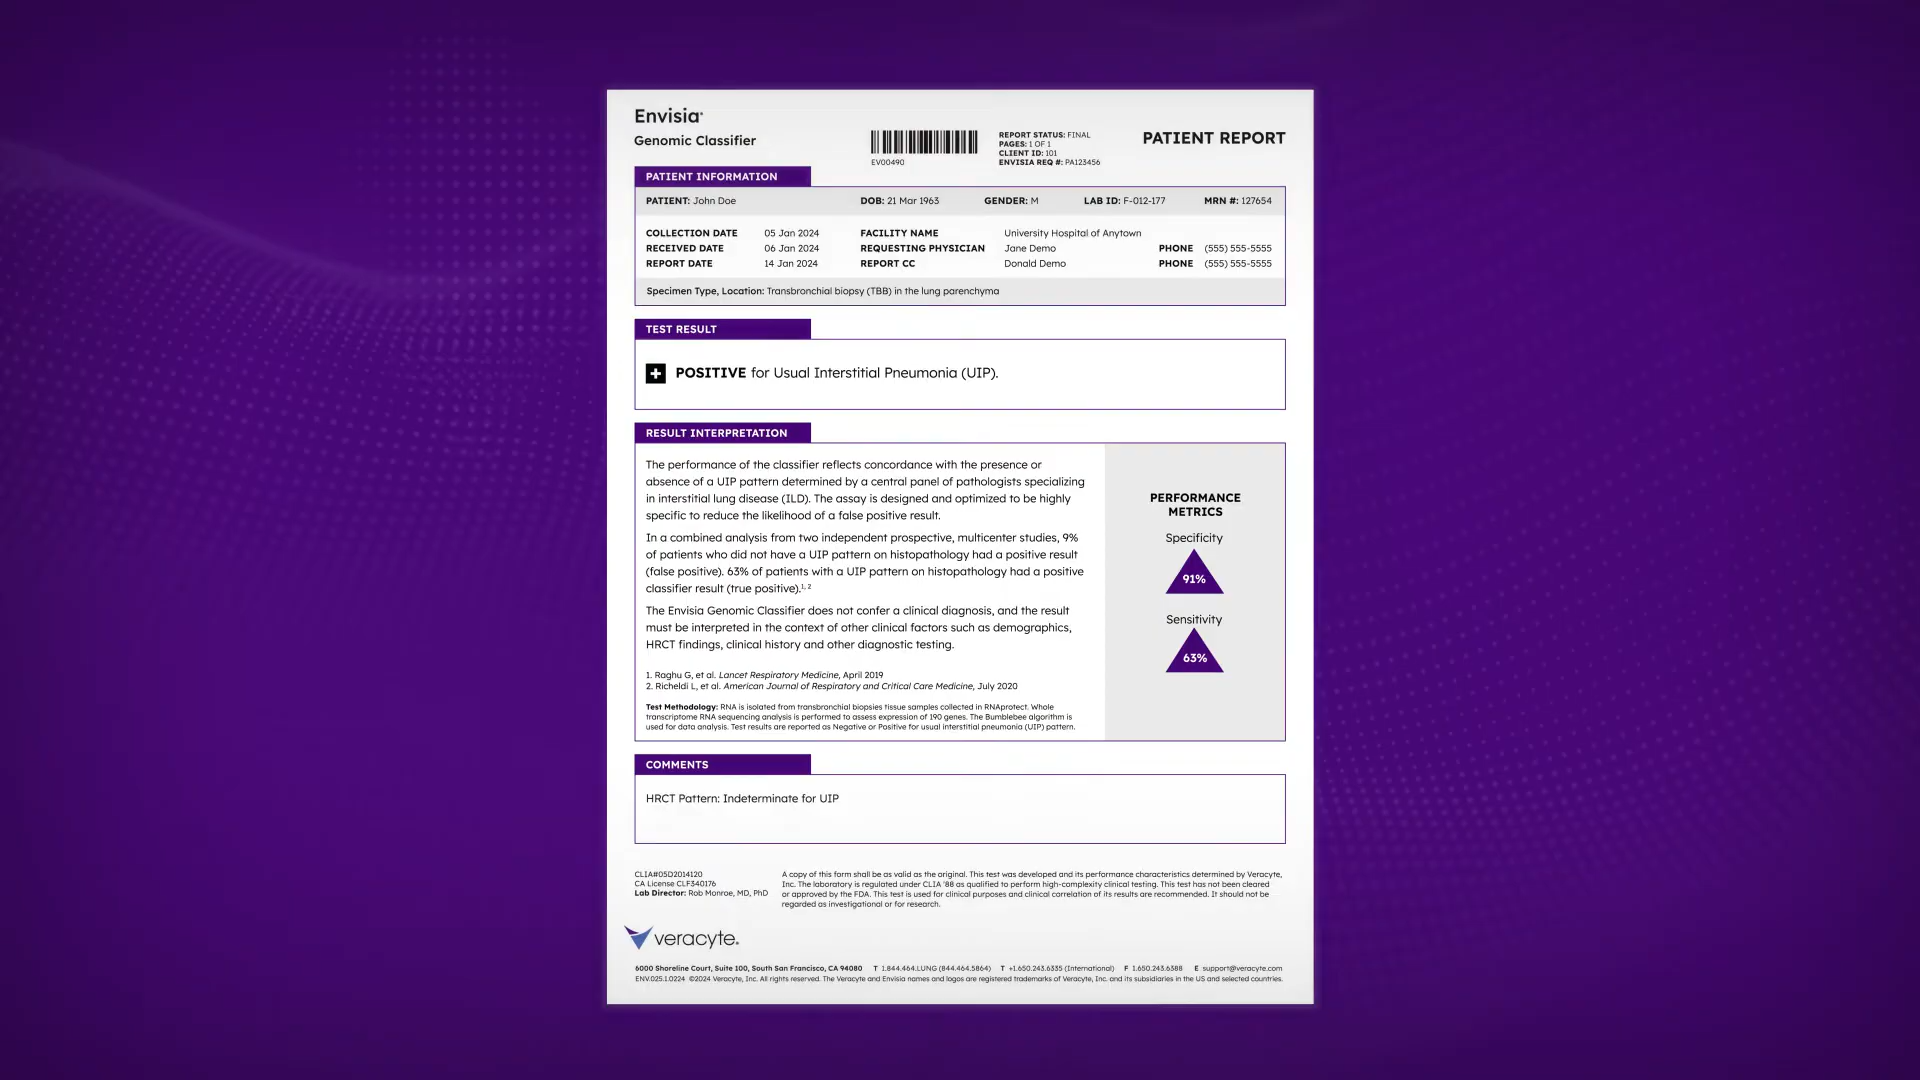 Envisia®
Genomic Classifier
EV00490
REPORT STATUS: FINAL
PAGES: 1 OF 1
CLIENT ID: 101
ENVISIA REQ #: PA123456
PATIENT REPORT
PATIENT INFORMATION
PATIENT: John Doe DOB: 21 Mar 1963 GENDER: M LAB ID: F-012-177 MRN #: 127654
COLLECTION DATE 05 Jan 2024 FACILITY NAME University Hospital of Anytown
RECEIVED DATE 06 Jan 2024 REQUESTING PHYSICIAN Jane Demo PHONE (555) 555-5555
REPORT DATE 14 Jan 2024 REPORT CC Donald Demo PHONE (555) 555-5555
Specimen Type, Location: Transbronchial biopsy (TBB) in the lung parenchyma
TEST RESULT
+ POSITIVE for Usual Interstitial Pneumonia (UIP).
RESULT INTERPRETATION
The performance of the classifier reflects concordance with the presence or
absence of a UIP pattern determined by a central panel of pathologists specializing
in interstitial lung disease (ILD). The assay is designed and optimized to be highly
specific to reduce the likelihood of a false positive result.
In a combined analysis from two independent prospective, multicenter studies, 9%
of patients who did not have a UIP pattern on histopathology had a positive result
(false positive). 63% of patients with a UIP pattern on histopathology had a positive
classifier result (true positive).1, 2
The Envisia Genomic Classifier does not confer a clinical diagnosis, and the result
must be interpreted in the context of other clinical factors such as demographics,
HRCT findings, clinical history and other diagnostic testing.
1. Raghu G, et al. Lancet Respiratory Medicine, April 2019
2. Richeldi L, et al. American Journal of Respiratory and Critical Care Medicine, July 2020
Test Methodology: RNA is isolated from transbronchial biopsies tissue samples collected in RNAprotect. Whole
transcriptome RNA sequencing analysis is performed to assess expression of 190 genes. The Bumblebee algorithm is
used for data analysis. Test results are reported as Negative or Positive for usual interstitial pneumonia (UIP) pattern.
PERFORMANCE
METRICS
Specificity
91%
Sensitivity
63%
COMMENTS
HRCT Pattern: Indeterminate for UIP
CLIA#05D2014120
CA License CLF340176
Lab Director: Rob Monroe, MD, PhD
A copy of this form shall be as valid as the original. This test was developed and its performance characteristics determined by Veracyte,
Inc. The laboratory is regulated under CLIA '88 as qualified to perform high-complexity clinical testing. This test has not been cleared
or approved by the FDA. This test is used for clinical purposes and clinical correlation of its results are recommended. It should not be
regarded as investigational or for research.
veracyte®
6000 Shoreline Court, Suite 100, South San Francisco, CA 94080 T 1.844.464.LUNG (844.464.5864) T +1.650.243.6335 (International) F 1.650.243.6388 E support@veracyte.com
ENV.025.1.0224 ©2024 Veracyte, Inc. All rights reserved. The Veracyte and Envisia names and logos are registered trademarks of Veracyte, Inc. and its subsidiaries in the US and selected countries.